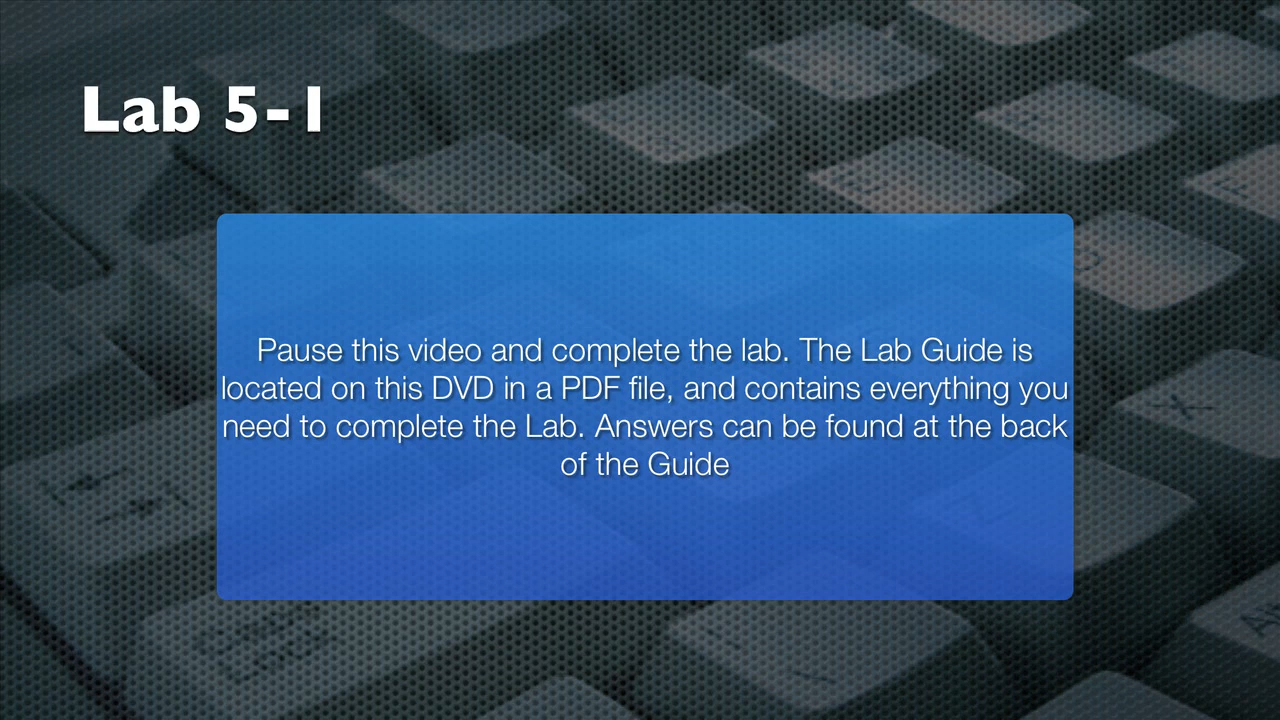 Lab 5-1
Pause this video and complete the lab. The Lab Guide is
located on this DVD in a PDF file, and contains everything you
need to complete the Lab. Answers can be found at the back
of the Guide